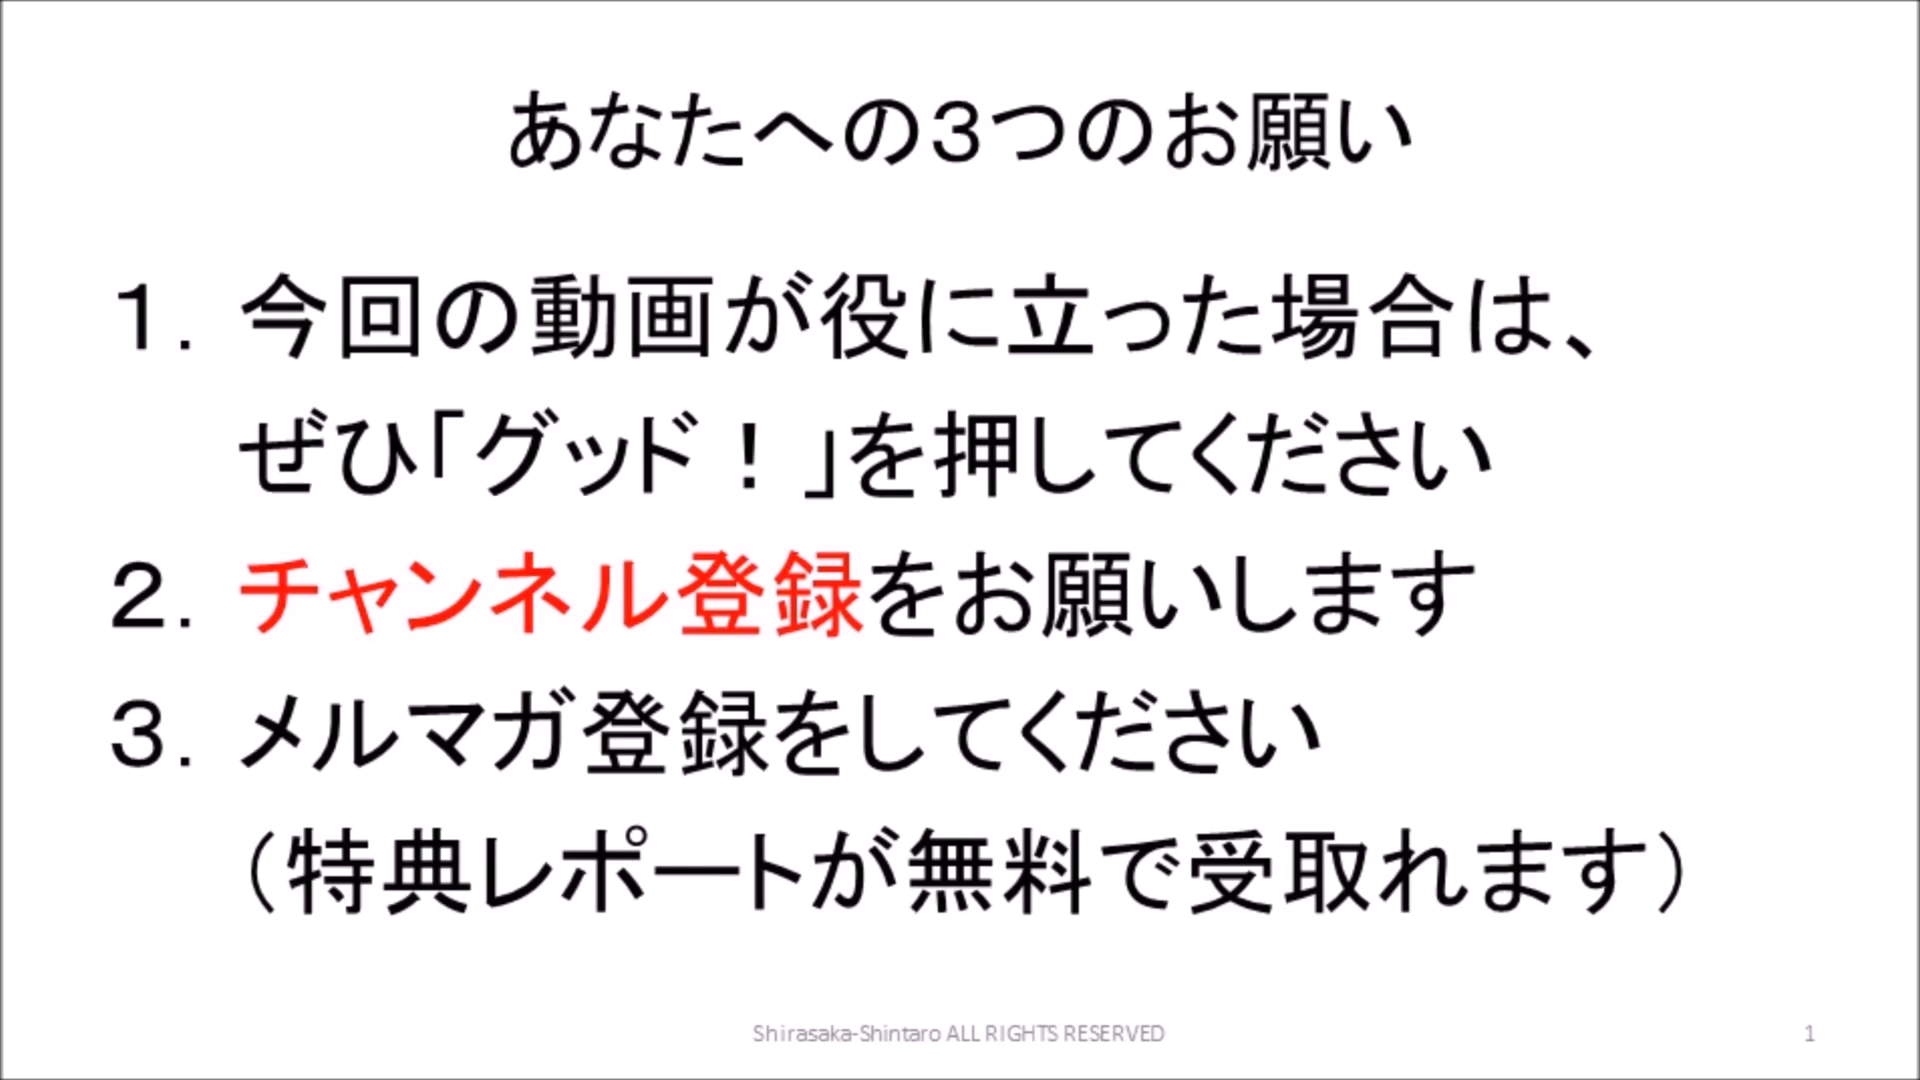 あなたへの３つのお願い
１．今回の動画が役に立った場合は、
ぜひ「グッド！」を押してください
２．チャンネル登録をお願いします
３．メルマガ登録をしてください
（特典レポートが無料で受取れます）
Shirasaka-Shintaro ALL RIGHTS RESERVED
1